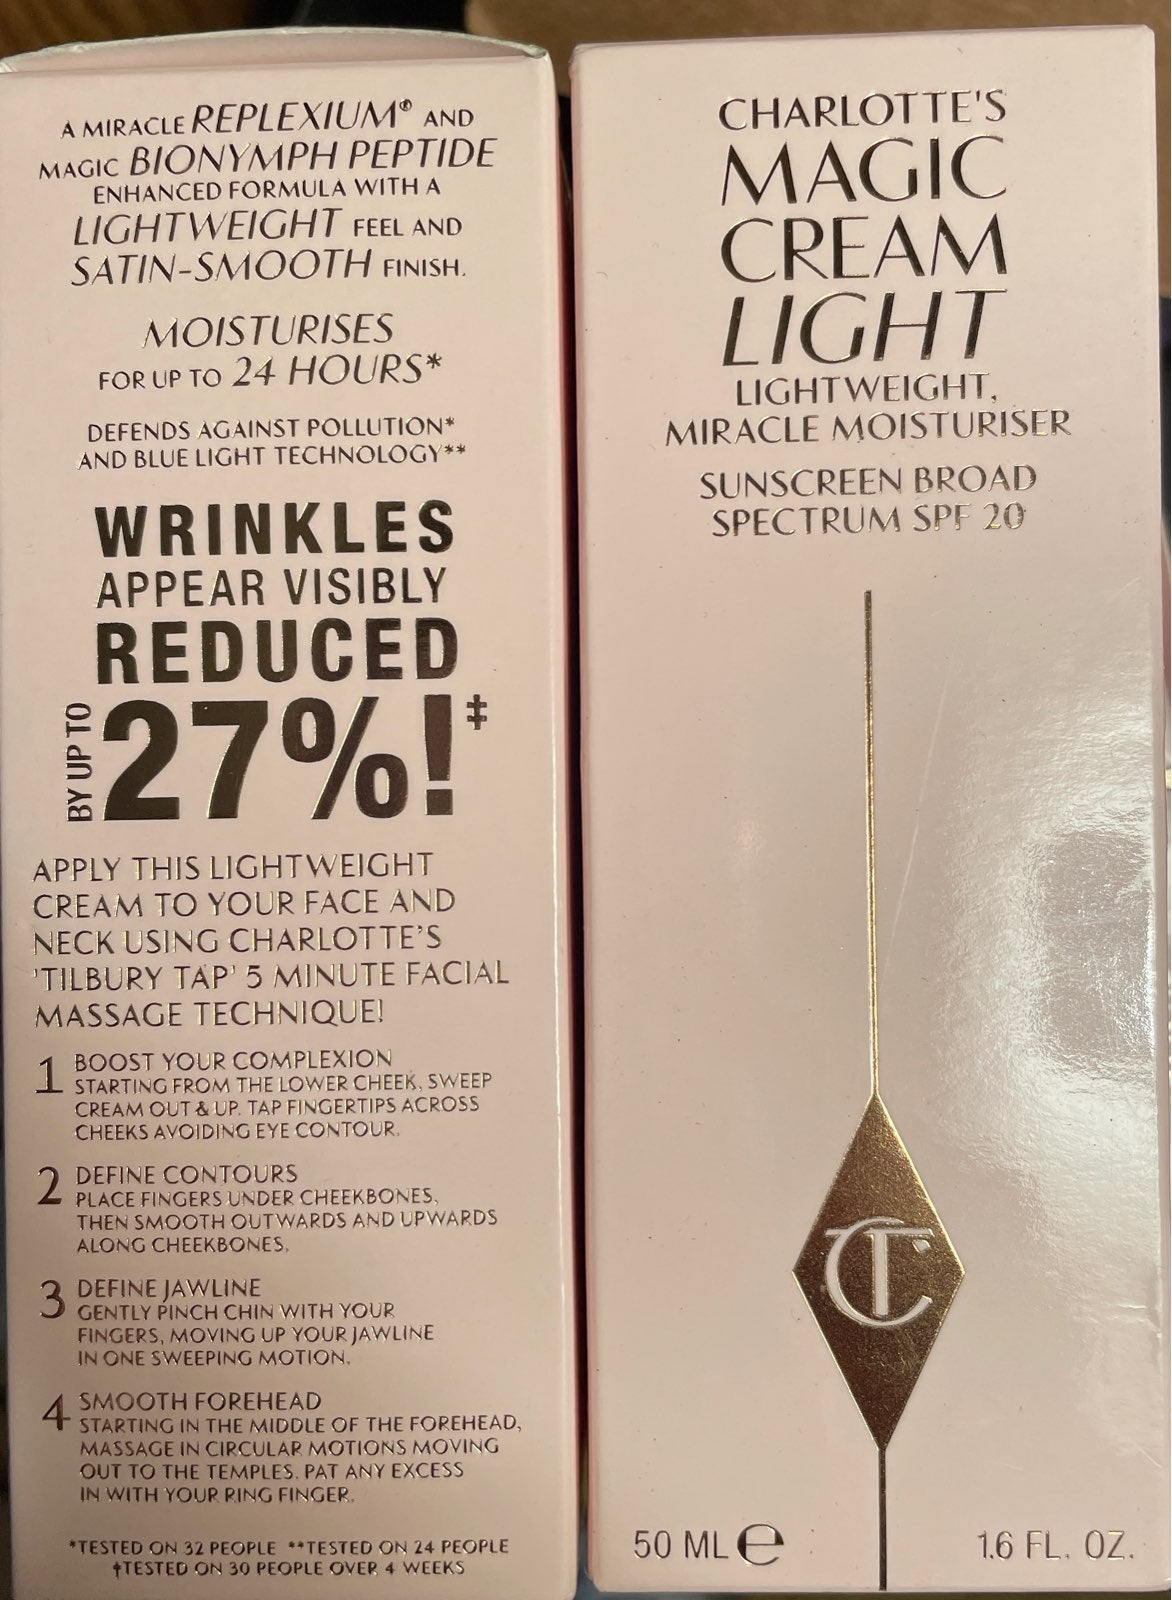 A MIRACLE REPLEXIUM® AND
MAGIC BIONYMPH PEPTIDE
ENHANCED FORMULA WITH A
LIGHTWEIGHT FEEL AND
SATIN-SMOOTH FINISH.
MOISTURISES
FOR UP TO 24 HOURS*
DEFENDS AGAINST POLLUTION*
AND BLUE LIGHT TECHNOLOGY**
WRINKLES
APPEAR VISIBLY
REDUCED
BY UP TO
27%!‡
APPLY THIS LIGHTWEIGHT
CREAM TO YOUR FACE AND
NECK USING CHARLOTTE'S
'TILBURY TAP' 5 MINUTE FACIAL
MASSAGE TECHNIQUE!
1 BOOST YOUR COMPLEXION
STARTING FROM THE LOWER CHEEK, SWEEP
CREAM OUT & UP. TAP FINGERTIPS ACROSS
CHEEKS AVOIDING EYE CONTOUR.
2 DEFINE CONTOURS
PLACE FINGERS UNDER CHEEKBONES,
THEN SMOOTH OUTWARDS AND UPWARDS
ALONG CHEEKBONES.
3 DEFINE JAWLINE
GENTLY PINCH CHIN WITH YOUR
FINGERS, MOVING UP YOUR JAWLINE
IN ONE SWEEPING MOTION.
4 SMOOTH FOREHEAD
STARTING IN THE MIDDLE OF THE FOREHEAD,
MASSAGE IN CIRCULAR MOTIONS MOVING
OUT TO THE TEMPLES. PAT ANY EXCESS
IN WITH YOUR RING FINGER.
*TESTED ON 32 PEOPLE **TESTED ON 24 PEOPLE
‡TESTED ON 30 PEOPLE OVER 4 WEEKS
CHARLOTTE'S
MAGIC
CREAM
LIGHT
LIGHTWEIGHT,
MIRACLE MOISTURISER
SUNSCREEN BROAD
SPECTRUM SPF 20
CT
50 ML ℮ 1.6 FL. OZ.